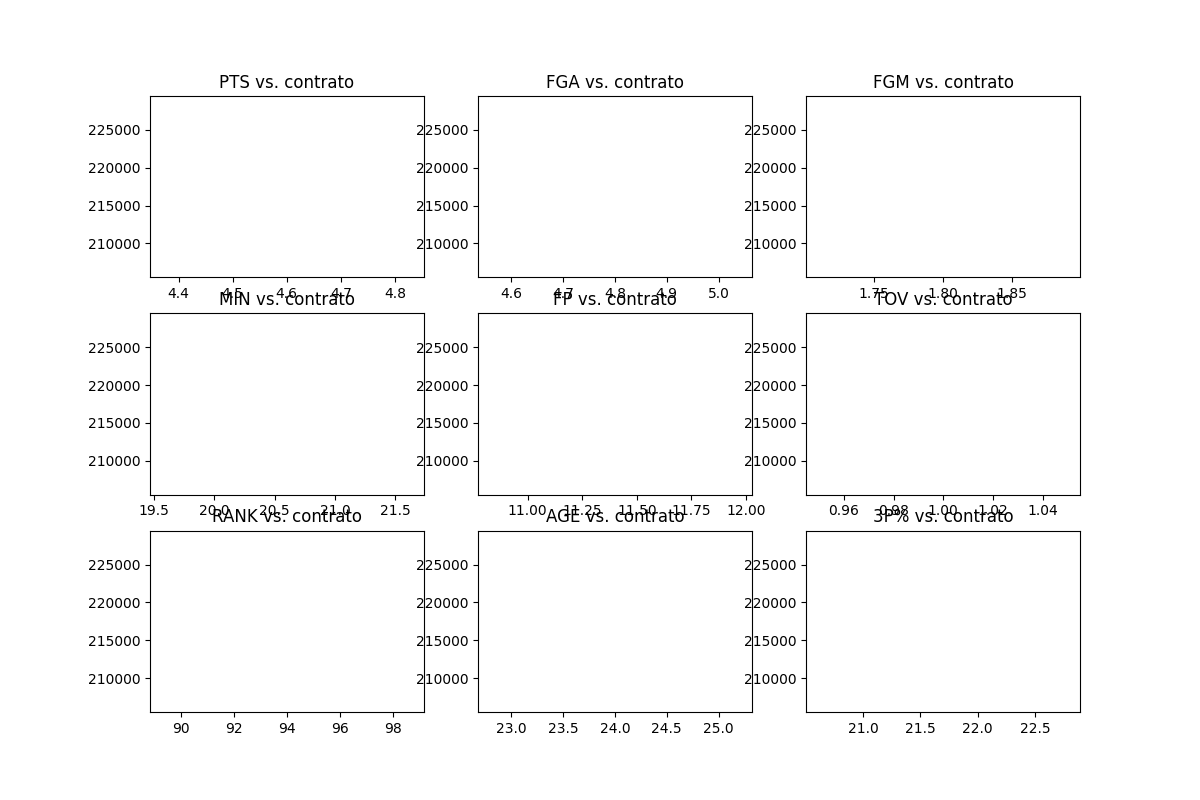 PTS vs. contrato
FGA vs. contrato
FGM vs. contrato
225000
220000
215000
210000
225000
220000
215000
210000
225000
220000
215000
210000
4.4 4.5 4.6 4.7 4.8
4.6 4.7 4.8 4.9 5.0
1.75 1.80 1.85
MIN vs. contrato
FP vs. contrato
TOV vs. contrato
225000
220000
215000
210000
225000
220000
215000
210000
225000
220000
215000
210000
19.5 20.0 20.5 21.0 21.5
11.00 11.25 11.50 11.75 12.00
0.96 0.98 1.00 1.02 1.04
RANK vs. contrato
AGE vs. contrato
3P% vs. contrato
225000
220000
215000
210000
225000
220000
215000
210000
225000
220000
215000
210000
90 92 94 96 98
23.0 23.5 24.0 24.5 25.0
21.0 21.5 22.0 22.5